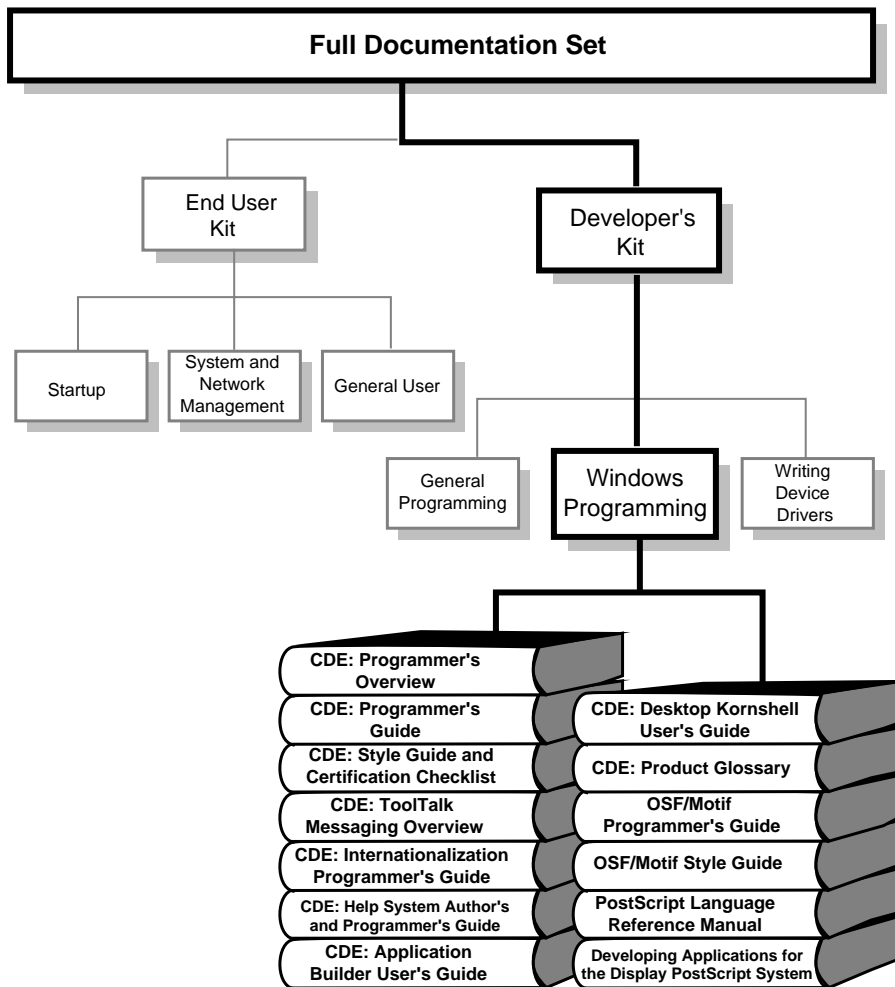 Full Documentation Set
End User
Kit
Developer's
Kit
Startup
System and
Network
Management
General User
General
Programming
Windows
Programming
Writing
Device
Drivers
CDE: Programmer's
Overview
CDE: Programmer's
Guide
CDE: Style Guide and
Certification Checklist
CDE: ToolTalk
Messaging Overview
CDE: Internationalization
Programmer's Guide
CDE: Help System Author's
and Programmer's Guide
CDE: Application
Builder User's Guide
CDE: Desktop Kornshell
User's Guide
CDE: Product Glossary
OSF/Motif
Programmer's Guide
OSF/Motif Style Guide
PostScript Language
Reference Manual
Developing Applications for
the Display PostScript System